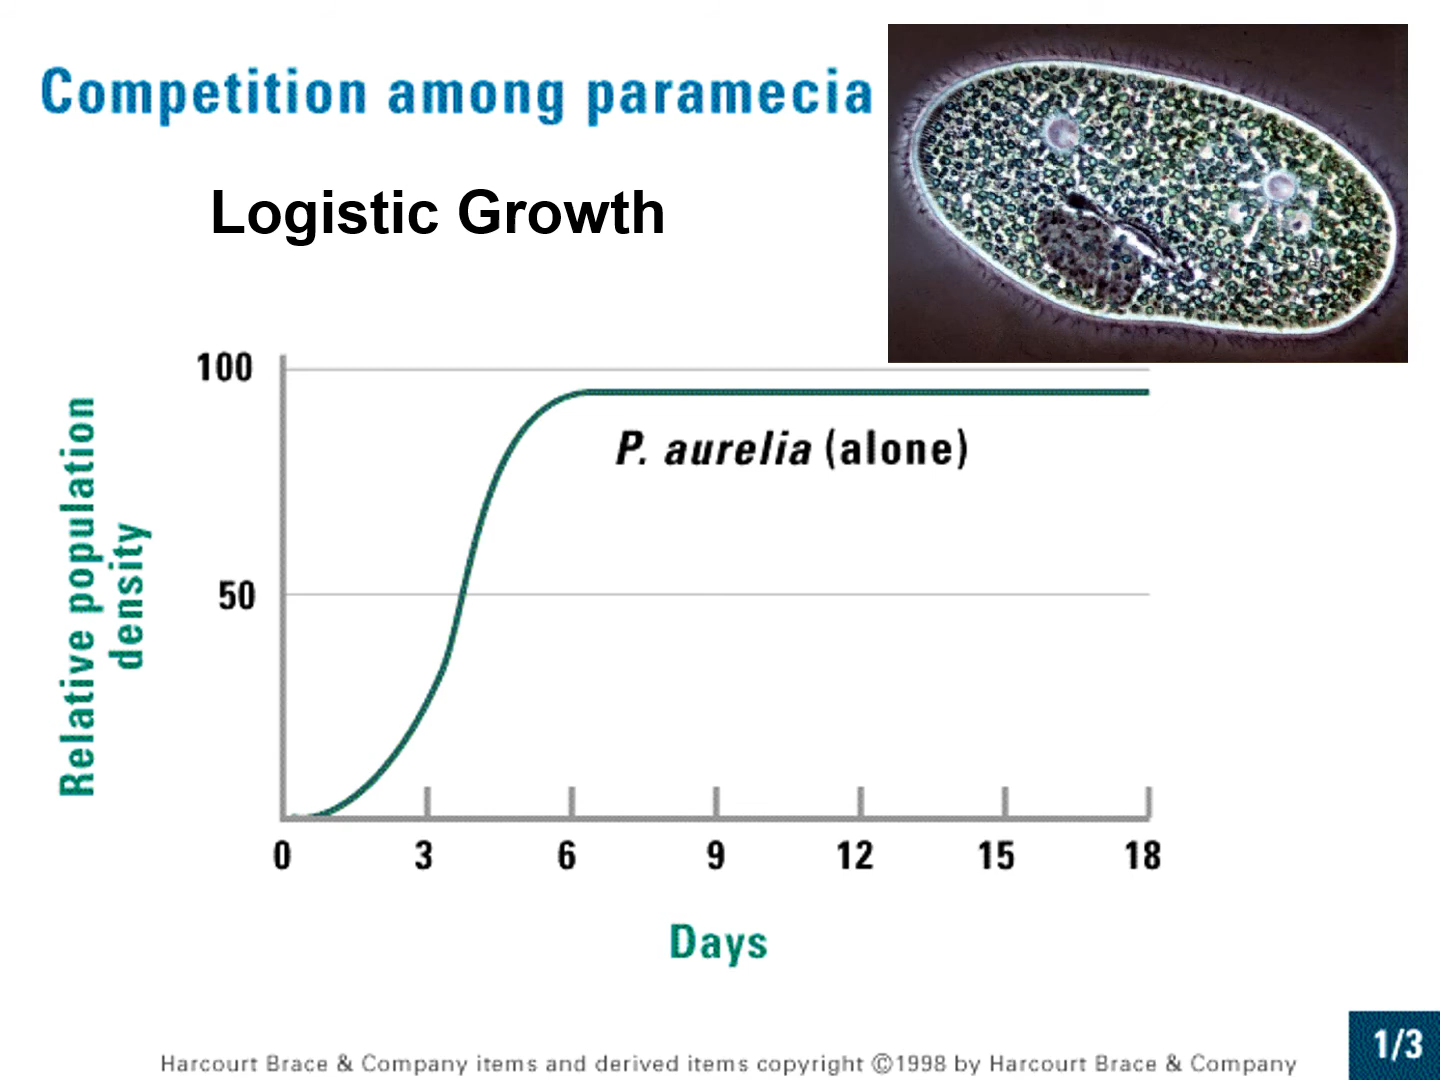 Competition among paramecia
Logistic Growth
100
50
Relative population
density
P. aurelia (alone)
0 3 6 9 12 15 18
Days
1/3
Harcourt Brace & Company items and derived items copyright ©1998 by Harcourt Brace & Company